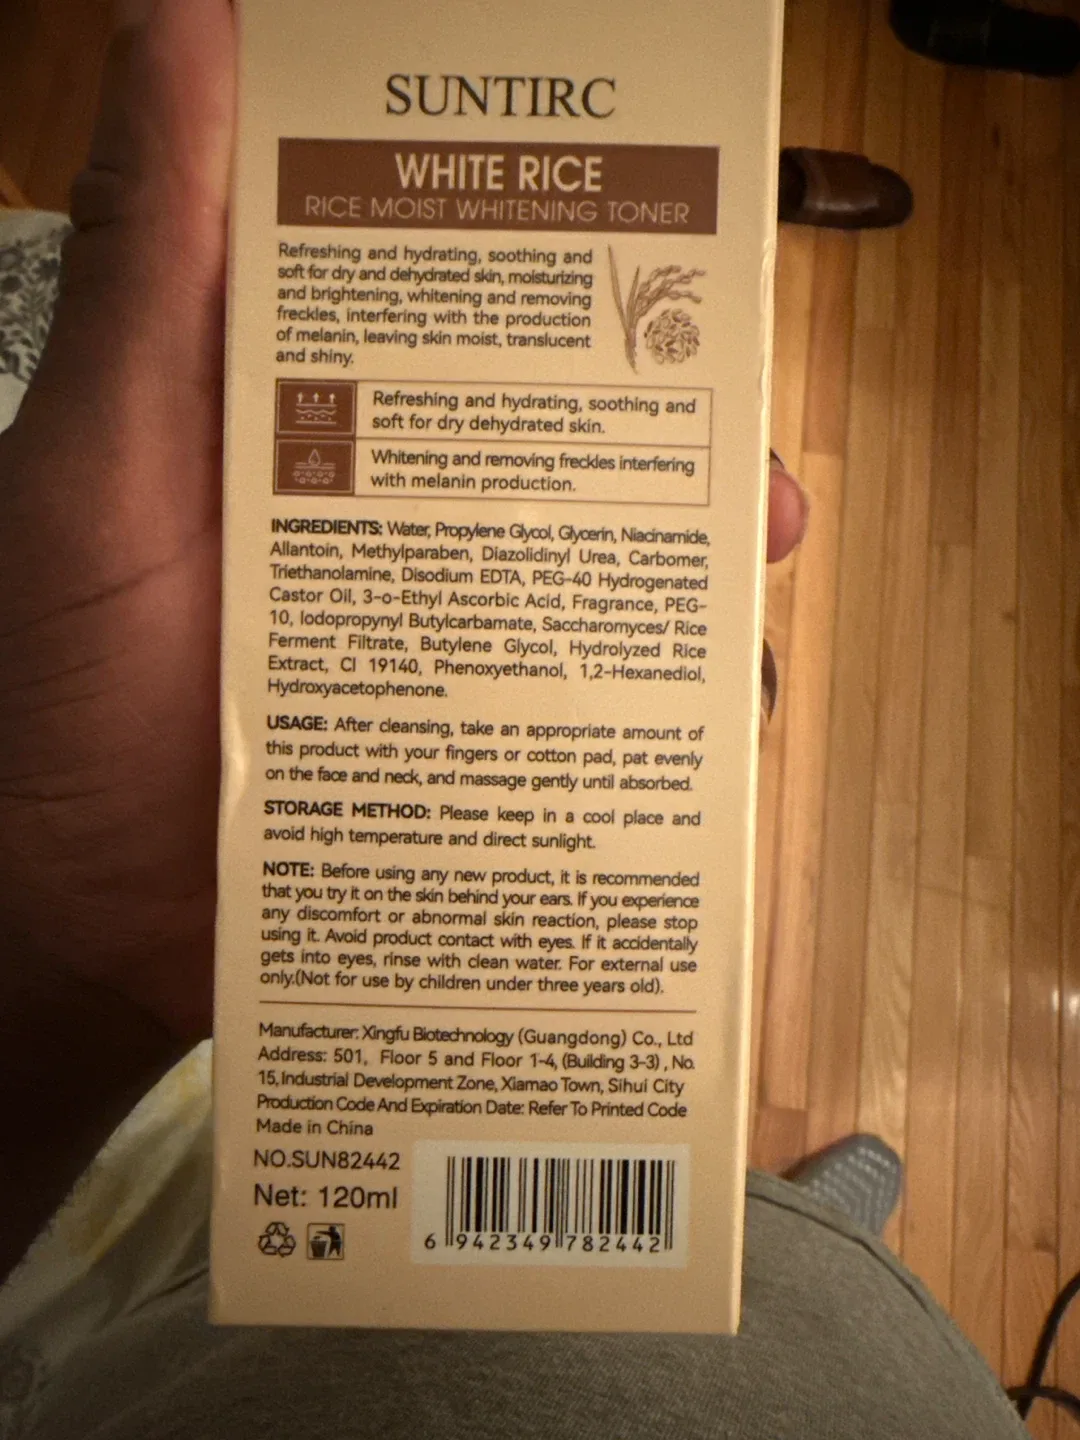 SUNTIRC
WHITE RICE
RICE MOIST WHITENING TONER
Refreshing and hydrating, soothing and
soft for dry and dehydrated skin, moisturizing
and brightening, whitening and removing
freckles, interfering with the production
of melanin, leaving skin moist, translucent
and shiny.
Refreshing and hydrating, soothing and
soft for dry dehydrated skin.
Whitening and removing freckles interfering
with melanin production.
INGREDIENTS: Water, Propylene Glycol, Glycerin, Niacinamide,
Allantoin, Methylparaben, Diazolidinyl Urea, Carbomer,
Triethanolamine, Disodium EDTA, PEG-40 Hydrogenated
Castor Oil, 3-o-Ethyl Ascorbic Acid, Fragrance, PEG-
10, Iodopropynyl Butylcarbamate, Saccharomyces/ Rice
Ferment Filtrate, Butylene Glycol, Hydrolyzed Rice
Extract, CI 19140, Phenoxyethanol, 1,2-Hexanediol,
Hydroxyacetophenone.
USAGE: After cleansing, take an appropriate amount of
this product with your fingers or cotton pad, pat evenly
on the face and neck, and massage gently until absorbed.
STORAGE METHOD: Please keep in a cool place and
avoid high temperature and direct sunlight.
NOTE: Before using any new product, it is recommended
that you try it on the skin behind your ears. If you experience
any discomfort or abnormal skin reaction, please stop
using it. Avoid product contact with eyes. If it accidentally
gets into eyes, rinse with clean water. For external use
only.(Not for use by children under three years old).
Manufacturer: Xingfu Biotechnology (Guangdong) Co., Ltd
Address: 501, Floor 5 and Floor 1-4, (Building 3-3) , No.
15, Industrial Development Zone, Xiamao Town, Sihui City
Production Code And Expiration Date: Refer To Printed Code
Made in China
NO.SUN82442
Net: 120ml
6 942349 782442